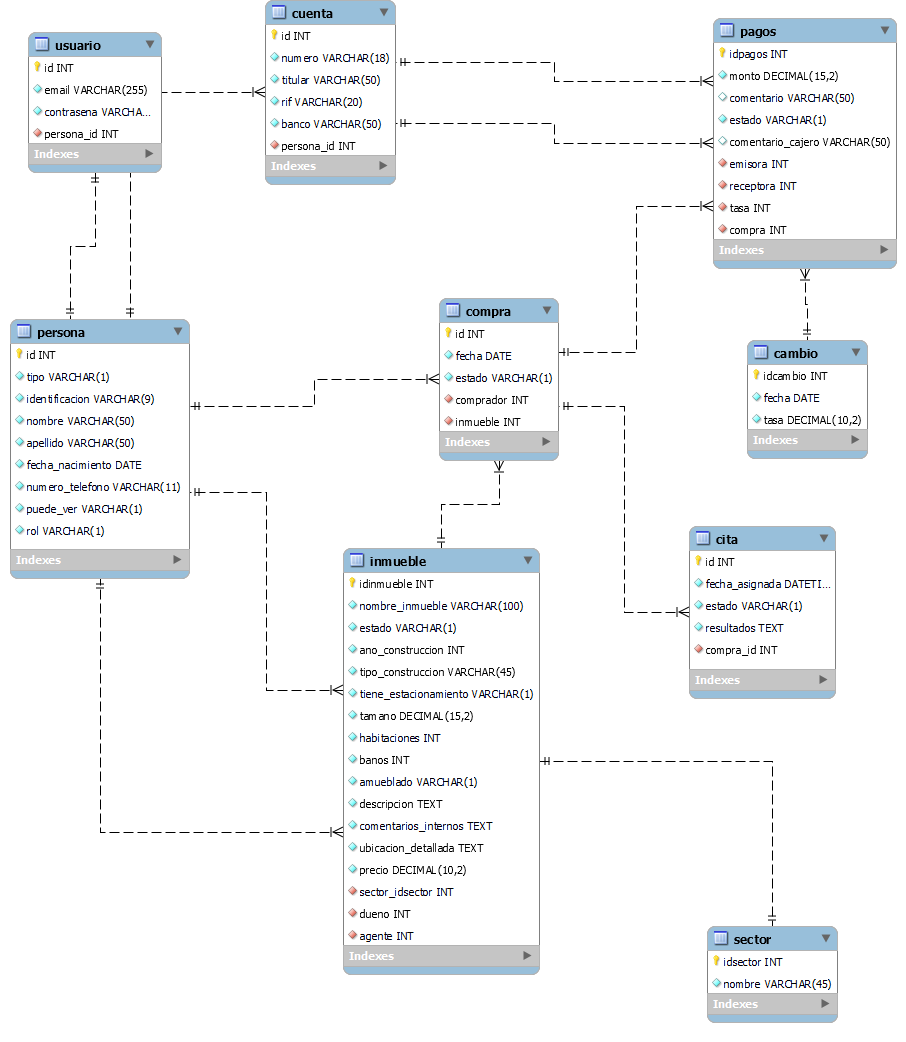 usuario
id INT
email VARCHAR(255)
contrasena VARCHA...
persona_id INT
Indexes
cuenta
id INT
numero VARCHAR(18)
titular VARCHAR(50)
rif VARCHAR(20)
banco VARCHAR(50)
persona_id INT
Indexes
pagos
idpagos INT
monto DECIMAL(15,2)
comentario VARCHAR(50)
estado VARCHAR(1)
comentario_cajero VARCHAR(50)
emisora INT
receptora INT
tasa INT
compra INT
Indexes
persona
id INT
tipo VARCHAR(1)
identificacion VARCHAR(9)
nombre VARCHAR(50)
apellido VARCHAR(50)
fecha_nacimiento DATE
numero_telefono VARCHAR(11)
puede_ver VARCHAR(1)
rol VARCHAR(1)
Indexes
compra
id INT
fecha DATE
estado VARCHAR(1)
comprador INT
inmueble INT
Indexes
cambio
idcambio INT
fecha DATE
tasa DECIMAL(10,2)
Indexes
cita
id INT
fecha_asignada DATETI...
estado VARCHAR(1)
resultados TEXT
compra_id INT
Indexes
inmueble
idinmueble INT
nombre_inmueble VARCHAR(100)
estado VARCHAR(1)
ano_construccion INT
tipo_construccion VARCHAR(45)
tiene_estacionamiento VARCHAR(1)
tamano DECIMAL(15,2)
habitaciones INT
banos INT
amueblado VARCHAR(1)
descripcion TEXT
comentarios_internos TEXT
ubicacion_detallada TEXT
precio DECIMAL(10,2)
sector_idsector INT
dueno INT
agente INT
Indexes
sector
idsector INT
nombre VARCHAR(45)
Indexes